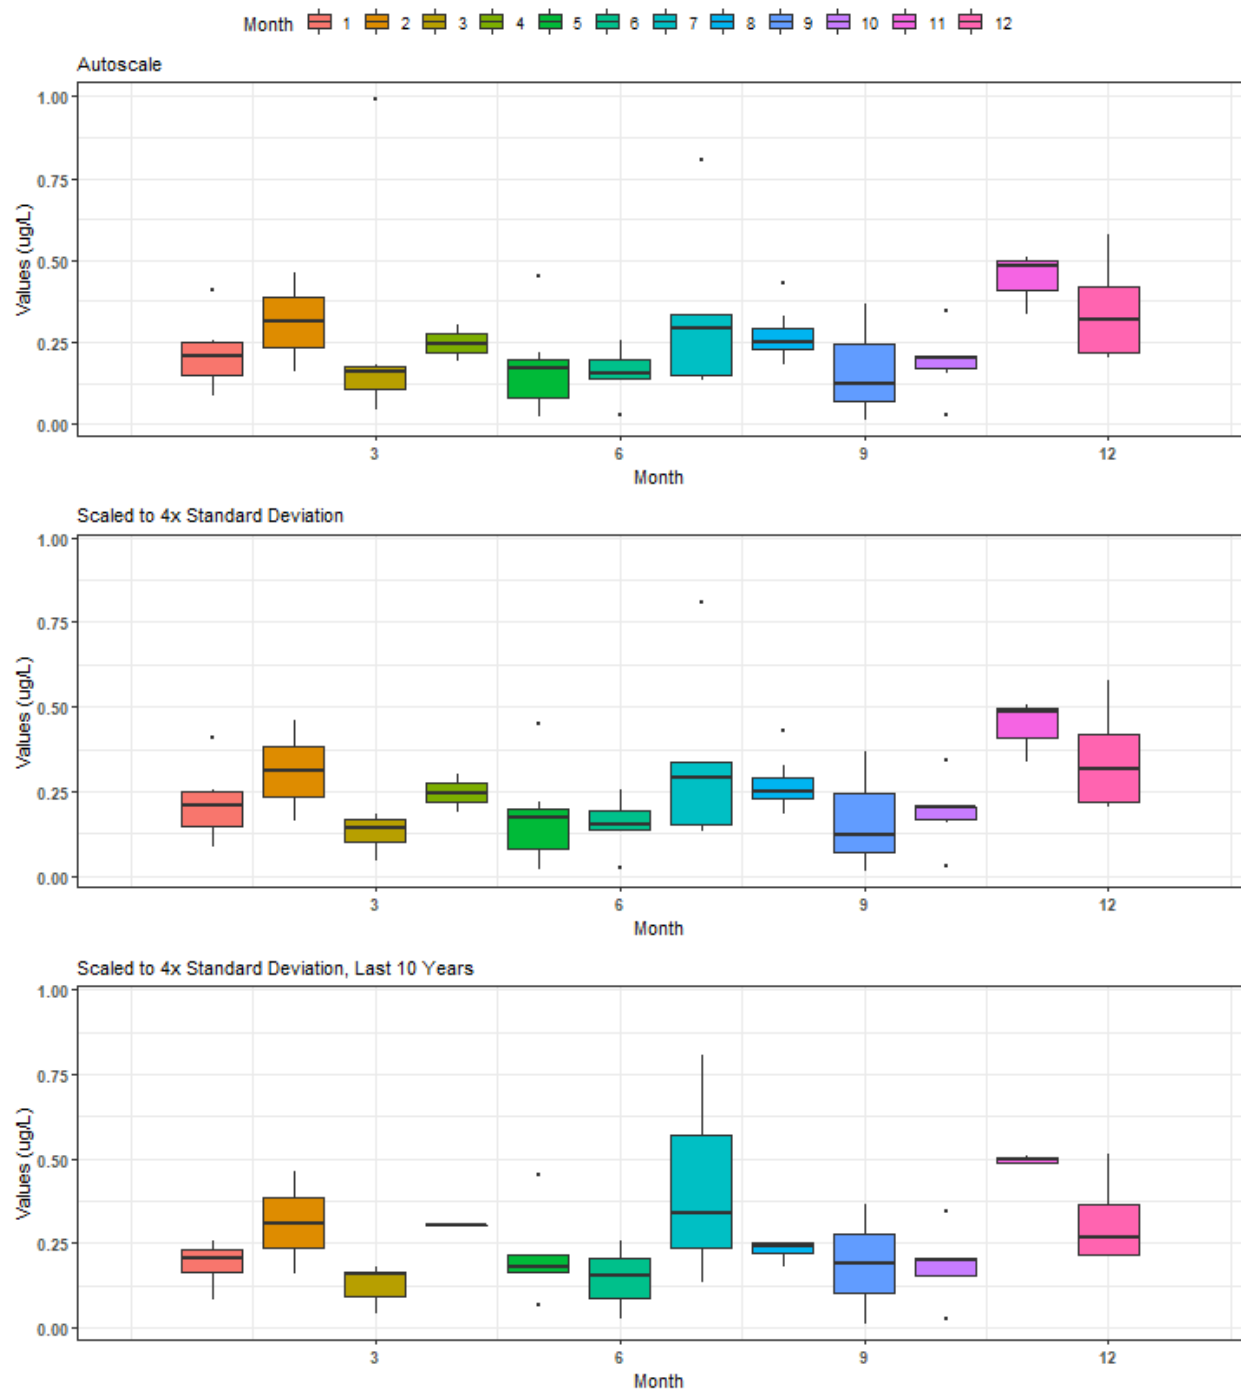 Month 1 2 3 4 5 6 7 8 9 10 11 12
Autoscale
1.00
0.75
0.50
0.25
0.00
Values (ug/L)
3 6 9 12
Month
Scaled to 4x Standard Deviation
1.00
0.75
0.50
0.25
0.00
Values (ug/L)
3 6 9 12
Month
Scaled to 4x Standard Deviation, Last 10 Years
1.00
0.75
0.50
0.25
0.00
Values (ug/L)
3 6 9 12
Month